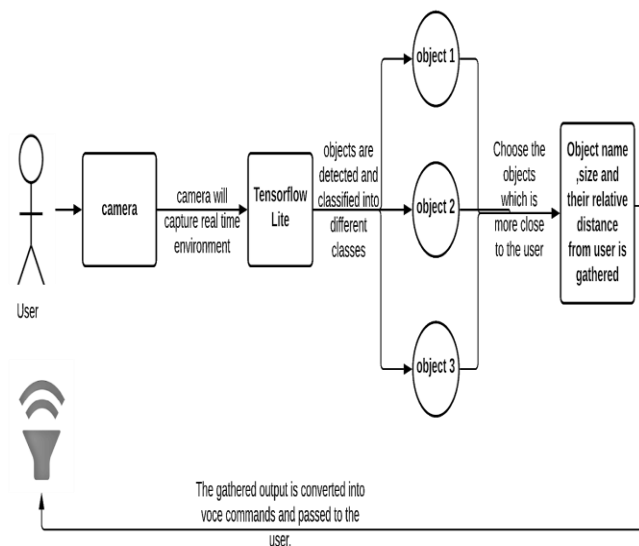 object 1
objects are
detected and
classified into
different
classes
Choose the
objects
which is
more close
to the user
Object name
,size and
their relative
distance
from user is
gathered
camera
camera will
capture real time
environment
Tensorflow
Lite
object 2
User
object 3
The gathered output is converted into
voce commands and passed to the
user.